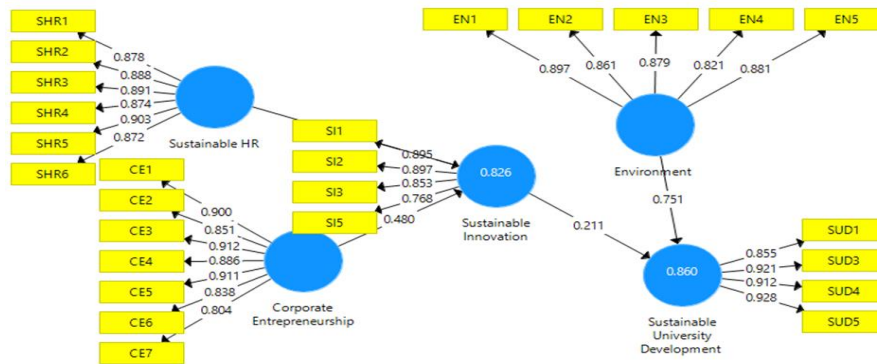 SHR1
SHR2
SHR3
SHR4
SHR5
SHR6
0.878
0.888
0.891
0.874
0.903
0.872
Sustainable HR
CE1
CE2
CE3
CE4
CE5
CE6
CE7
0.900
0.851
0.912
0.886
0.911
0.838
0.804
Corporate
Entrepreneurship
SI1
SI2
SI3
SI5
0.895
0.897
0.853
0.768
0.480
0.826
Sustainable
Innovation
EN1
EN2
EN3
EN4
EN5
0.897
0.861
0.879
0.821
0.881
Environment
0.751
0.211
0.860
Sustainable
University
Development
0.855
0.921
0.912
0.928
SUD1
SUD3
SUD4
SUD5